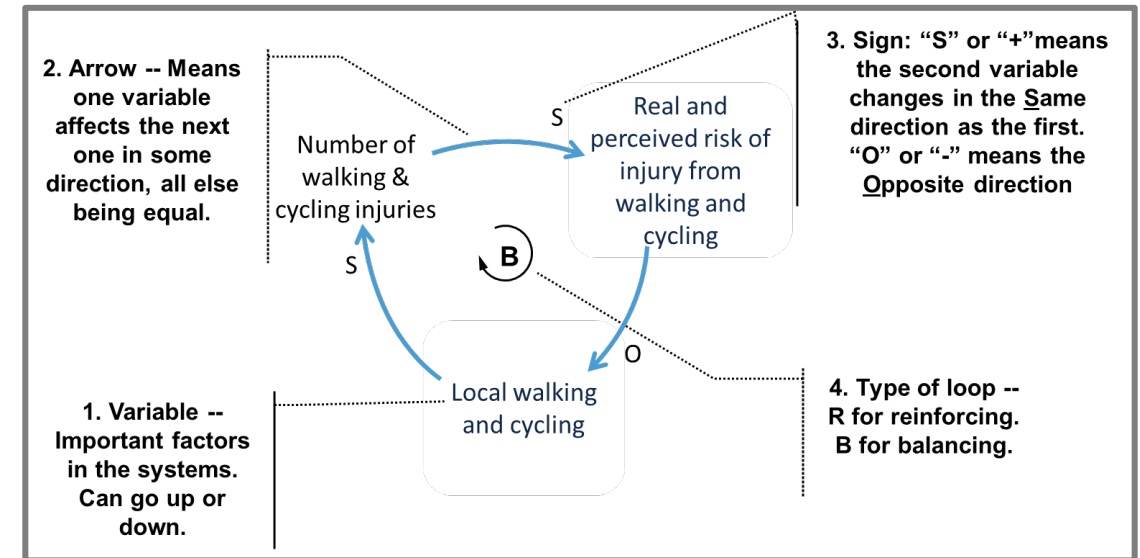 2. Arrow -- Means
one variable
affects the next
one in some
direction, all else
being equal.
Number of
walking &
cycling injuries
S
Real and
perceived risk of
injury from
walking and
cycling
3. Sign: “S” or “+”means
the second variable
changes in the Same
direction as the first.
“O” or “-” means the
Opposite direction
S
B
O
Local walking
and cycling
1. Variable --
Important factors
in the systems.
Can go up or
down.
4. Type of loop --
R for reinforcing.
B for balancing.